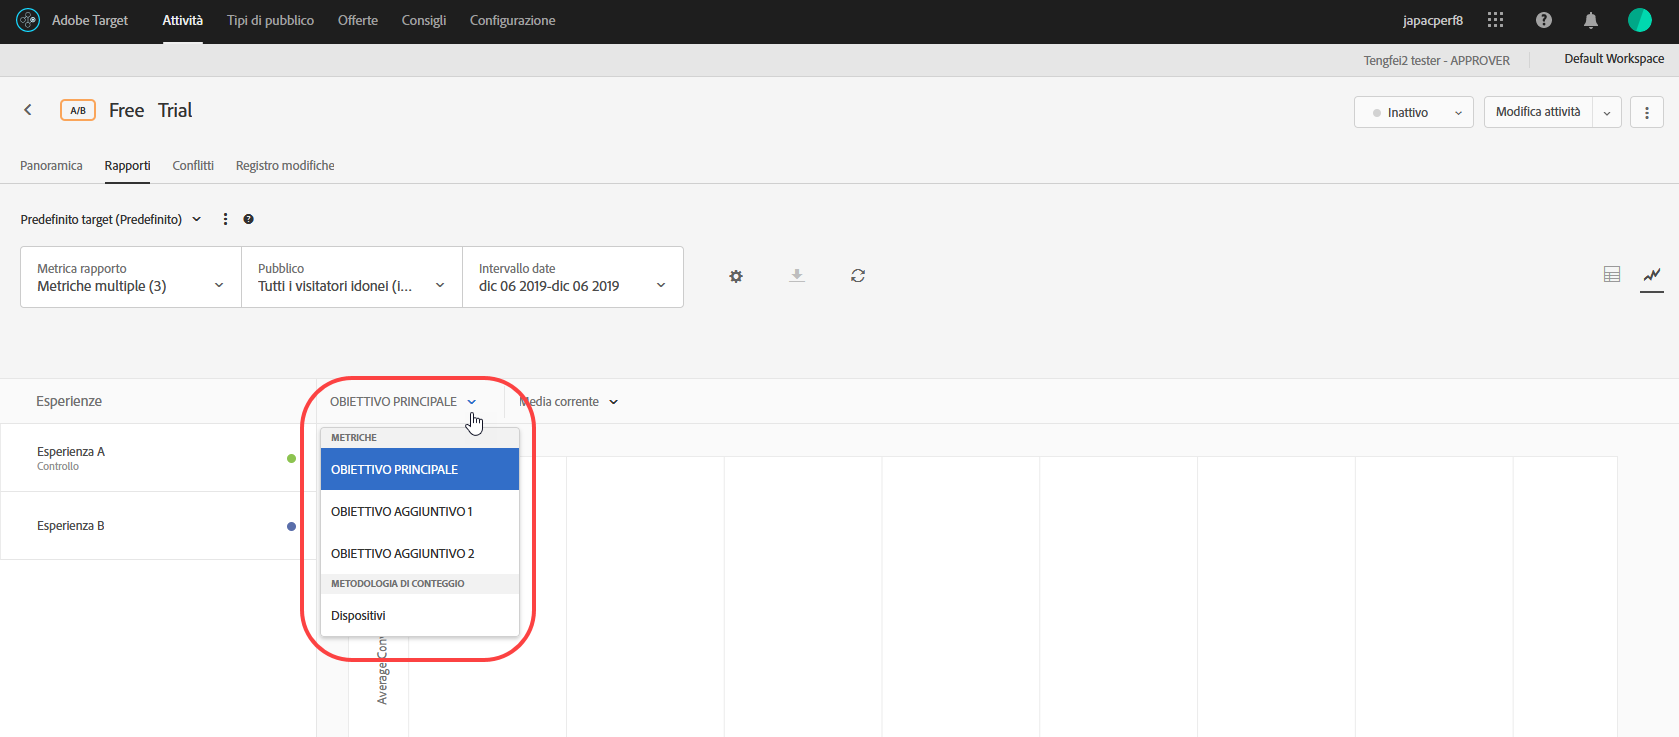 Adobe Target Attività Tipi di pubblico Offerte Consigli Configurazione japacperf8
Tengfei2 tester - APPROVER Default Workspace
A/B Free Trial Inattivo Modifica attività
Panoramica Rapporti Conflitti Registro modifiche
Predefinito target (Predefinito)
Metrica rapporto Pubblico Intervallo date
Metriche multiple (3) Tutti i visitatori idonei (i... dic 06 2019-dic 06 2019
Esperienze OBIETTIVO PRINCIPALE Media corrente
METRICHE
Esperienza A
Controllo
OBIETTIVO PRINCIPALE
OBIETTIVO AGGIUNTIVO 1
Esperienza B
OBIETTIVO AGGIUNTIVO 2
METODOLOGIA DI CONTEGGIO
Dispositivi
Average